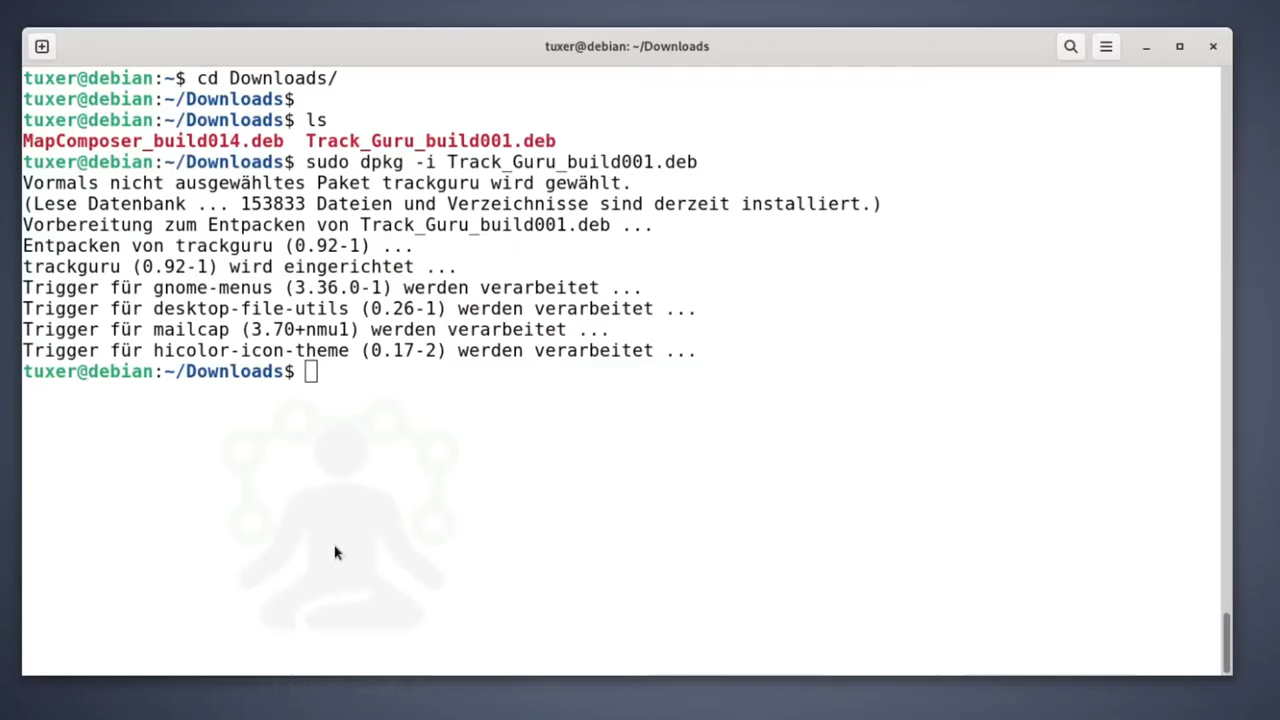 tuxer@debian: ~/Downloads
tuxer@debian:~$ cd Downloads/
tuxer@debian:~/Downloads$
tuxer@debian:~/Downloads$ ls
MapComposer_build014.deb  Track_Guru_build001.deb
tuxer@debian:~/Downloads$ sudo dpkg -i Track_Guru_build001.deb
Vormals nicht ausgewähltes Paket trackguru wird gewählt.
(Lese Datenbank ... 153833 Dateien und Verzeichnisse sind derzeit installiert.)
Vorbereitung zum Entpacken von Track_Guru_build001.deb ...
Entpacken von trackguru (0.92-1) ...
trackguru (0.92-1) wird eingerichtet ...
Trigger für gnome-menus (3.36.0-1) werden verarbeitet ...
Trigger für desktop-file-utils (0.26-1) werden verarbeitet ...
Trigger für mailcap (3.70+nmu1) werden verarbeitet ...
Trigger für hicolor-icon-theme (0.17-2) werden verarbeitet ...
tuxer@debian:~/Downloads$